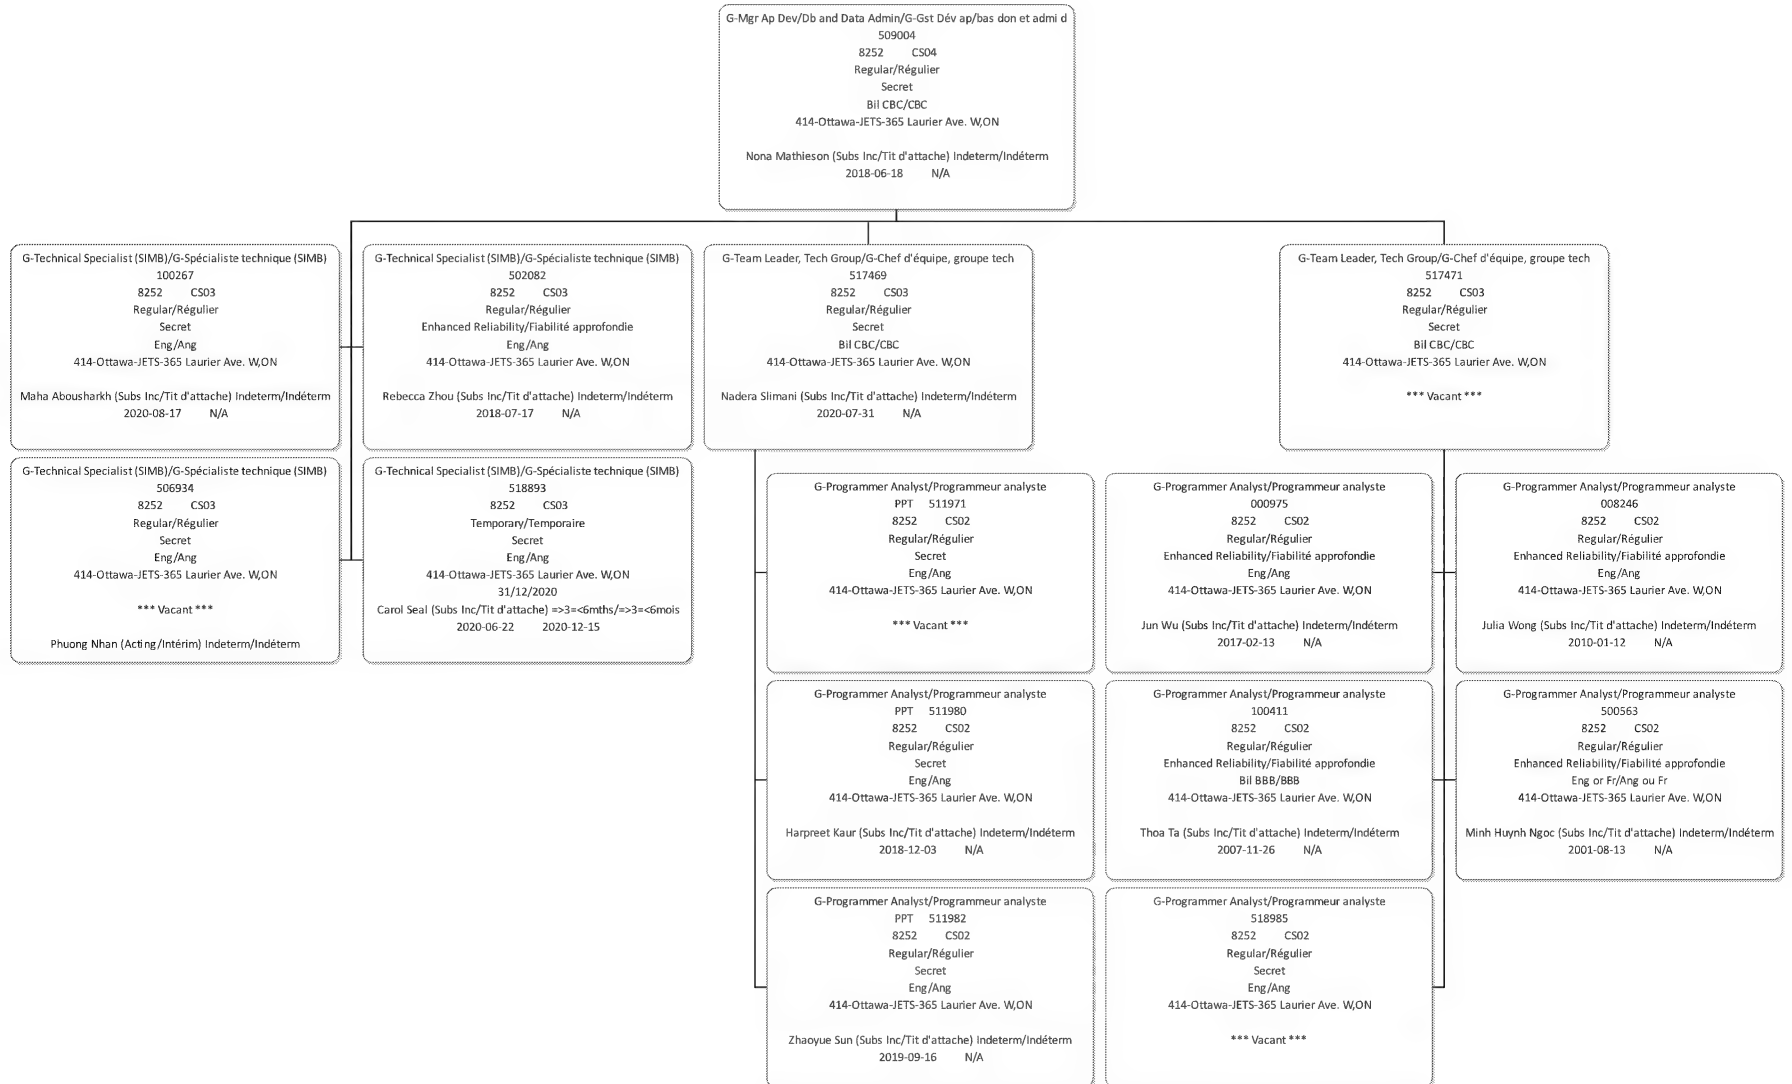 G-Mgr Ap Dev/Db and Data Admin/G-Gst Dév ap/bas don et admi d
509004
8252 CS04
Regular/Régulier
Secret
Bil CBC/CBC
414-Ottawa-JETS-365 Laurier Ave. W,ON
Nona Mathieson (Subs Inc/Tit d'attache) Indeterm/Indéterm
2018-06-18 N/A
G-Technical Specialist (SIMB)/G-Spécialiste technique (SIMB)
100267
8252 CS03
Regular/Régulier
Secret
Eng/Ang
414-Ottawa-JETS-365 Laurier Ave. W,ON
Maha Abousharkh (Subs Inc/Tit d'attache) Indeterm/Indéterm
2020-08-17 N/A
G-Technical Specialist (SIMB)/G-Spécialiste technique (SIMB)
502082
8252 CS03
Regular/Régulier
Enhanced Reliability/Fiabilité approfondie
Eng/Ang
414-Ottawa-JETS-365 Laurier Ave. W,ON
Rebecca Zhou (Subs Inc/Tit d'attache) Indeterm/Indéterm
2018-07-17 N/A
G-Team Leader, Tech Group/G-Chef d'équipe, groupe tech
517469
8252 CS03
Regular/Régulier
Secret
Bil CBC/CBC
414-Ottawa-JETS-365 Laurier Ave. W,ON
Nadera Slimani (Subs Inc/Tit d'attache) Indeterm/Indéterm
2020-07-31 N/A
G-Team Leader, Tech Group/G-Chef d'équipe, groupe tech
517471
8252 CS03
Regular/Régulier
Secret
Bil CBC/CBC
414-Ottawa-JETS-365 Laurier Ave. W,ON
*** Vacant ***
G-Technical Specialist (SIMB)/G-Spécialiste technique (SIMB)
506934
8252 CS03
Regular/Régulier
Secret
Eng/Ang
414-Ottawa-JETS-365 Laurier Ave. W,ON
*** Vacant ***
Phuong Nhan (Acting/Intérim) Indeterm/Indéterm
G-Technical Specialist (SIMB)/G-Spécialiste technique (SIMB)
518893
8252 CS03
Temporary/Temporaire
Secret
Eng/Ang
414-Ottawa-JETS-365 Laurier Ave. W,ON
31/12/2020
Carol Seal (Subs Inc/Tit d'attache) =>3=<6mths/=>3=<6mois
2020-06-22 2020-12-15
G-Programmer Analyst/Programmeur analyste
PPT 511971
8252 CS02
Regular/Régulier
Secret
Eng/Ang
414-Ottawa-JETS-365 Laurier Ave. W,ON
*** Vacant ***
G-Programmer Analyst/Programmeur analyste
000975
8252 CS02
Regular/Régulier
Enhanced Reliability/Fiabilité approfondie
Eng/Ang
414-Ottawa-JETS-365 Laurier Ave. W,ON
Jun Wu (Subs Inc/Tit d'attache) Indeterm/Indéterm
2017-02-13 N/A
G-Programmer Analyst/Programmeur analyste
008246
8252 CS02
Regular/Régulier
Enhanced Reliability/Fiabilité approfondie
Eng/Ang
414-Ottawa-JETS-365 Laurier Ave. W,ON
Julia Wong (Subs Inc/Tit d'attache) Indeterm/Indéterm
2010-01-12 N/A
G-Programmer Analyst/Programmeur analyste
PPT 511980
8252 CS02
Regular/Régulier
Secret
Eng/Ang
414-Ottawa-JETS-365 Laurier Ave. W,ON
Harpreet Kaur (Subs Inc/Tit d'attache) Indeterm/Indéterm
2018-12-03 N/A
G-Programmer Analyst/Programmeur analyste
100411
8252 CS02
Regular/Régulier
Enhanced Reliability/Fiabilité approfondie
Bil BBB/BBB
414-Ottawa-JETS-365 Laurier Ave. W,ON
Thoa Ta (Subs Inc/Tit d'attache) Indeterm/Indéterm
2007-11-26 N/A
G-Programmer Analyst/Programmeur analyste
500563
8252 CS02
Regular/Régulier
Enhanced Reliability/Fiabilité approfondie
Eng or Fr/Ang ou Fr
414-Ottawa-JETS-365 Laurier Ave. W,ON
Minh Huynh Ngoc (Subs Inc/Tit d'attache) Indeterm/Indéterm
2001-08-13 N/A
G-Programmer Analyst/Programmeur analyste
PPT 511982
8252 CS02
Regular/Régulier
Secret
Eng/Ang
414-Ottawa-JETS-365 Laurier Ave. W,ON
Zhaoyue Sun (Subs Inc/Tit d'attache) Indeterm/Indéterm
2019-09-16 N/A
G-Programmer Analyst/Programmeur analyste
518985
8252 CS02
Regular/Régulier
Secret
Eng/Ang
414-Ottawa-JETS-365 Laurier Ave. W,ON
*** Vacant ***